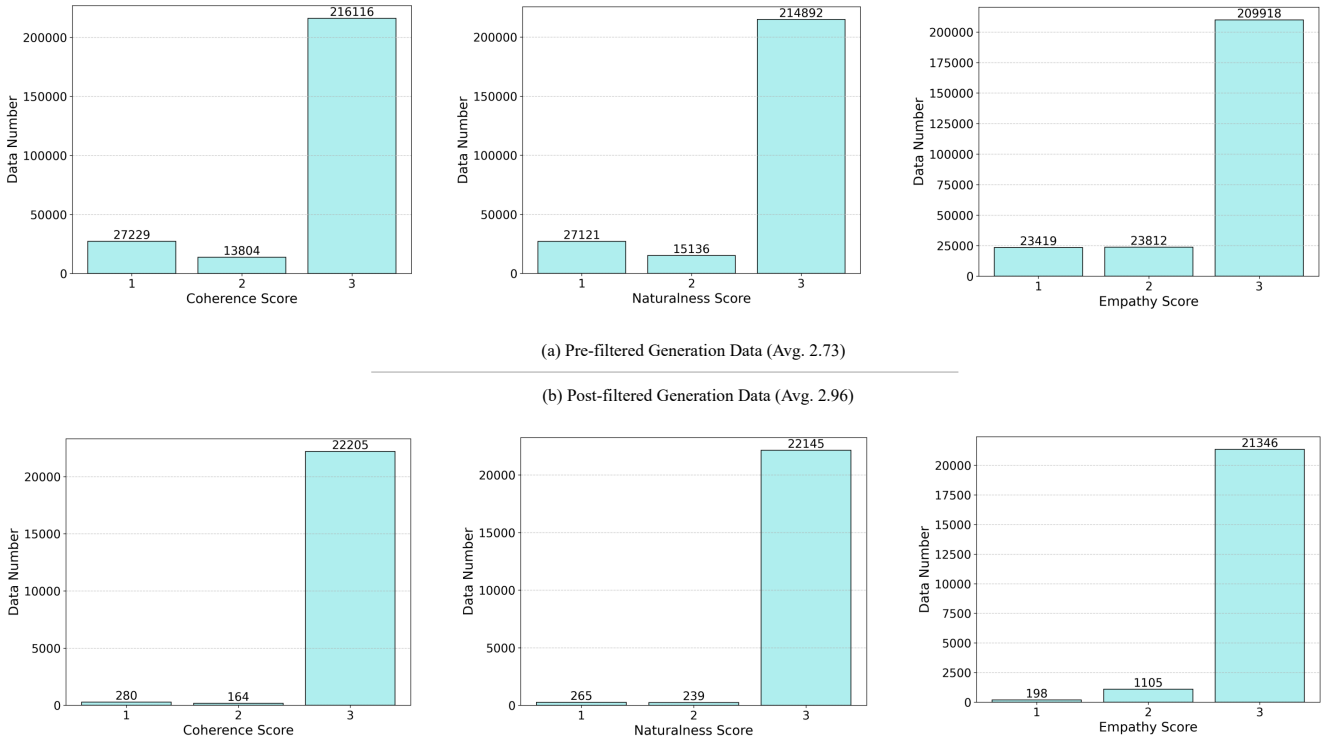 216116
200000
150000
100000
50000
0
Data Number
27229
13804
1 2 3
Coherence Score
214892
200000
150000
100000
50000
0
Data Number
27121
15136
1 2 3
Naturalness Score
209918
200000
175000
150000
125000
100000
75000
50000
25000
0
Data Number
23419
23812
1 2 3
Empathy Score
(a) Pre-filtered Generation Data (Avg. 2.73)
(b) Post-filtered Generation Data (Avg. 2.96)
22205
20000
15000
10000
5000
0
Data Number
280
164
1 2 3
Coherence Score
22145
20000
15000
10000
5000
0
Data Number
265
239
1 2 3
Naturalness Score
21346
20000
17500
15000
12500
10000
7500
5000
2500
0
Data Number
198
1105
1 2 3
Empathy Score